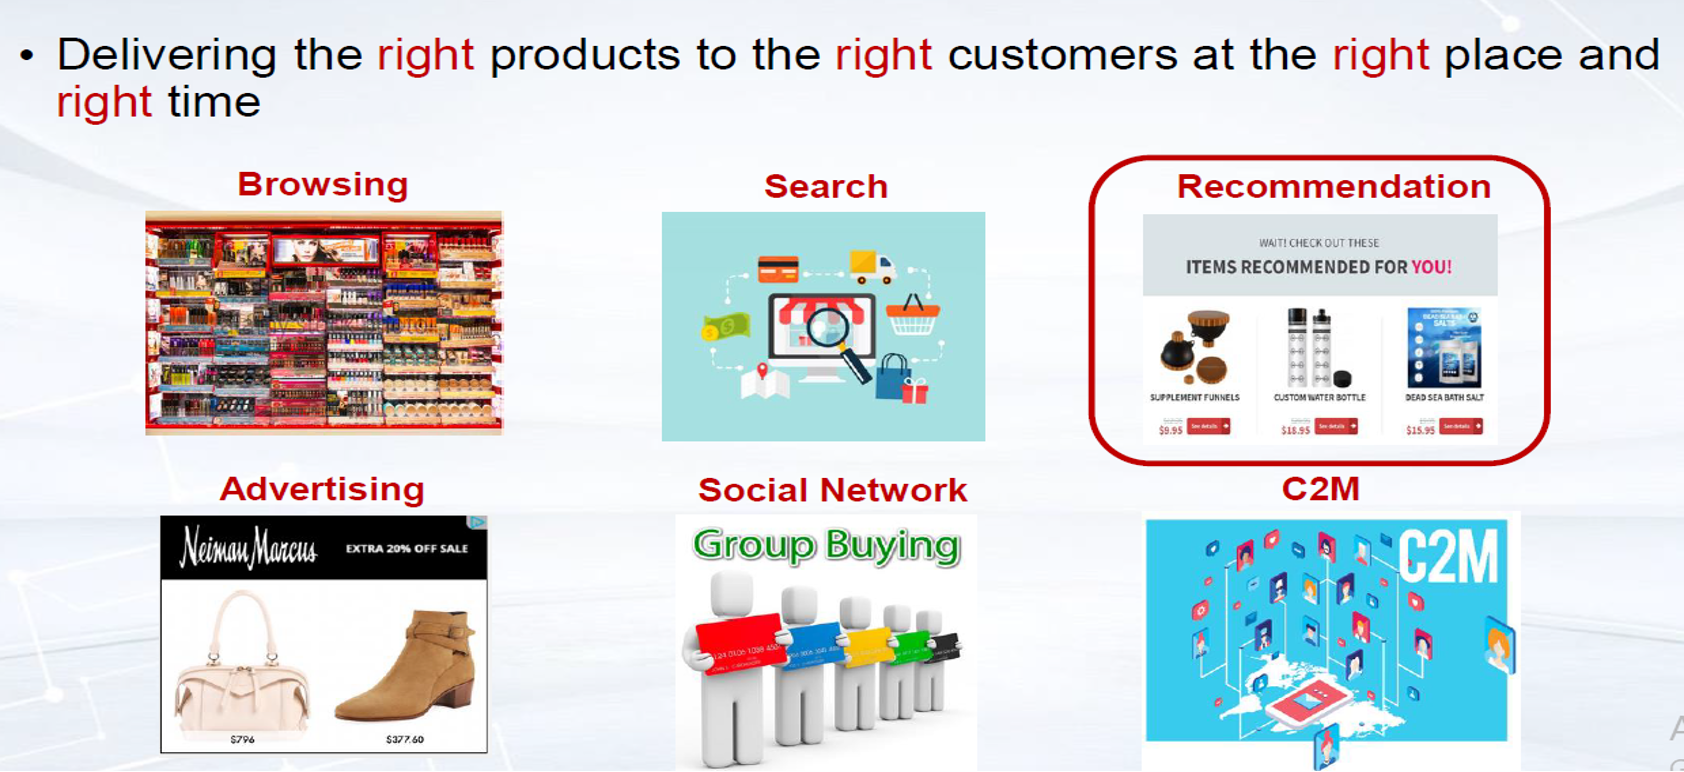 • Delivering the right products to the right customers at the right place and
right time
Browsing
Search
Recommendation
WAIT! CHECK OUT THESE
ITEMS RECOMMENDED FOR YOU!
SUPPLEMENT FUNNELS
CUSTOM WATER BOTTLE
DEAD SEA BATH SALT
$9.95 See details
$18.95 See details
$15.95 See details
Advertising
Social Network
C2M
Neiman Marcus
EXTRA 20% OFF SALE
$796
$377.60
Group Buying
C2M